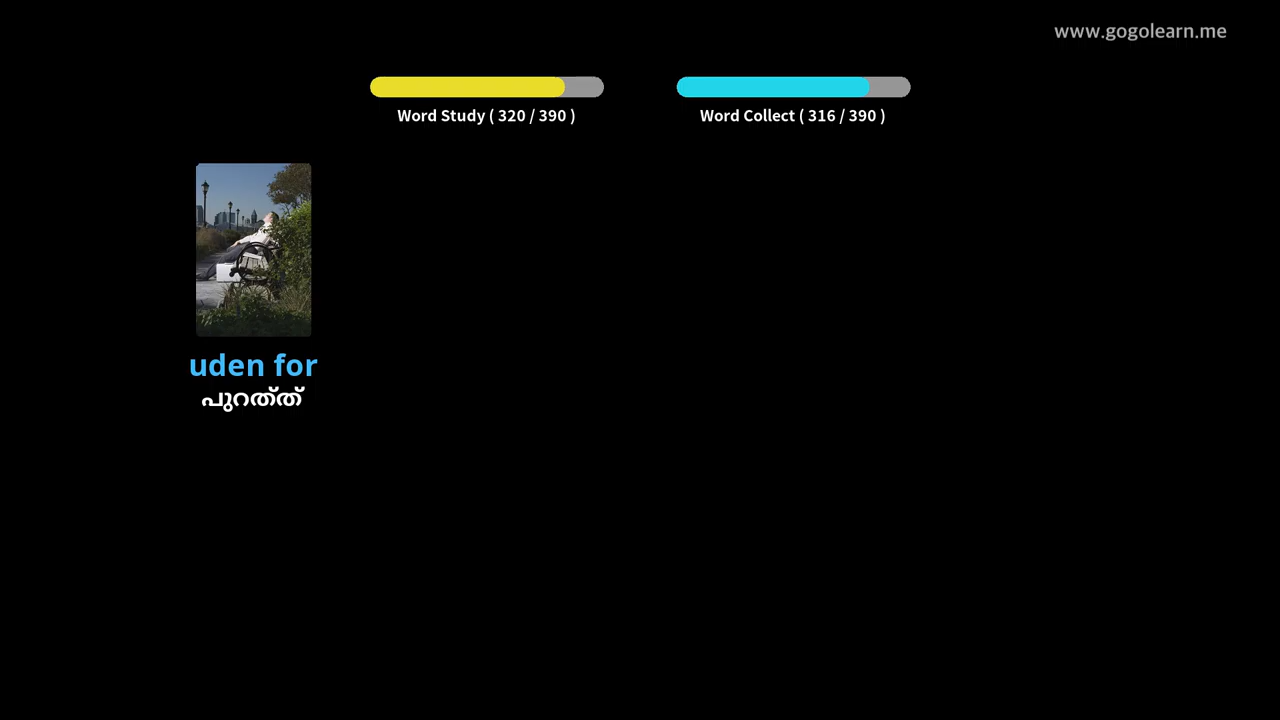 www.gogolearn.me
Word Study ( 320 / 390 )
Word Collect ( 316 / 390 )
uden for
പുറത്ത്